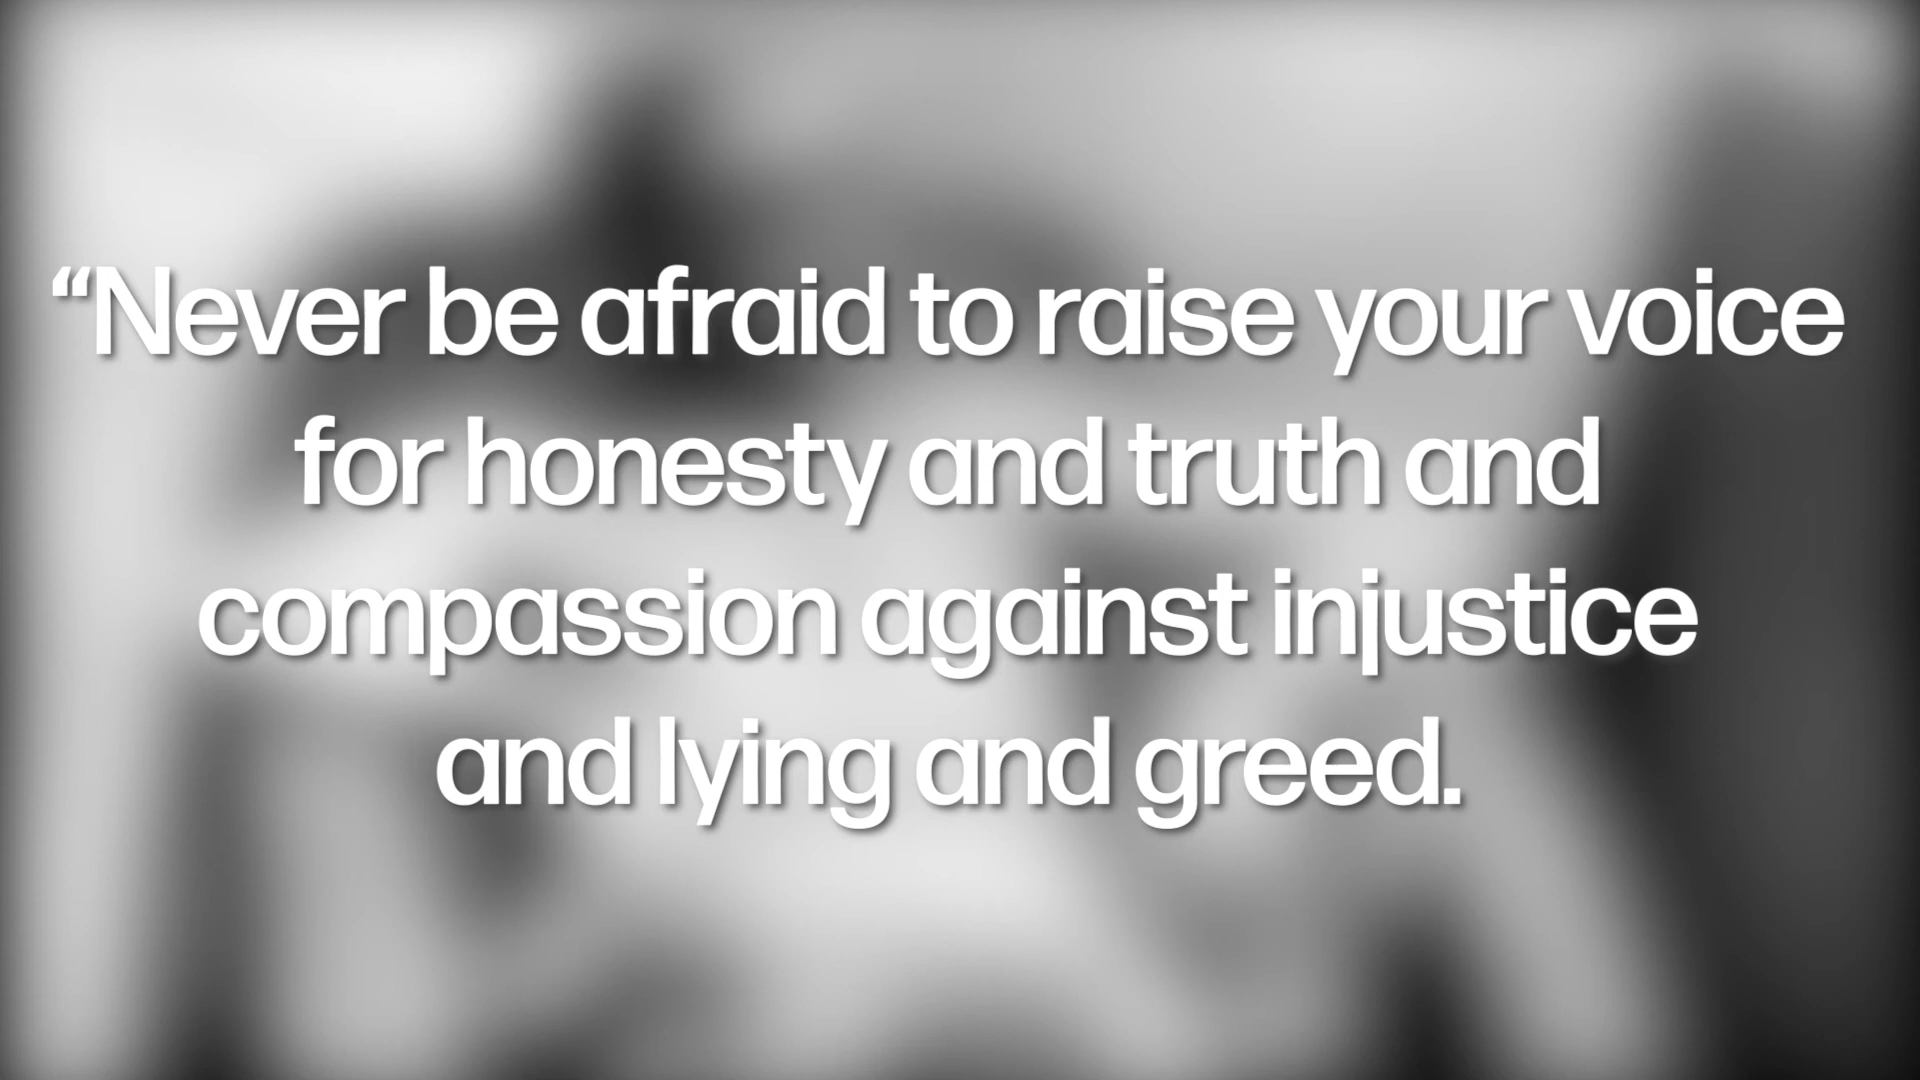 “Never be afraid to raise your voice
for honesty and truth and
compassion against injustice
and lying and greed.